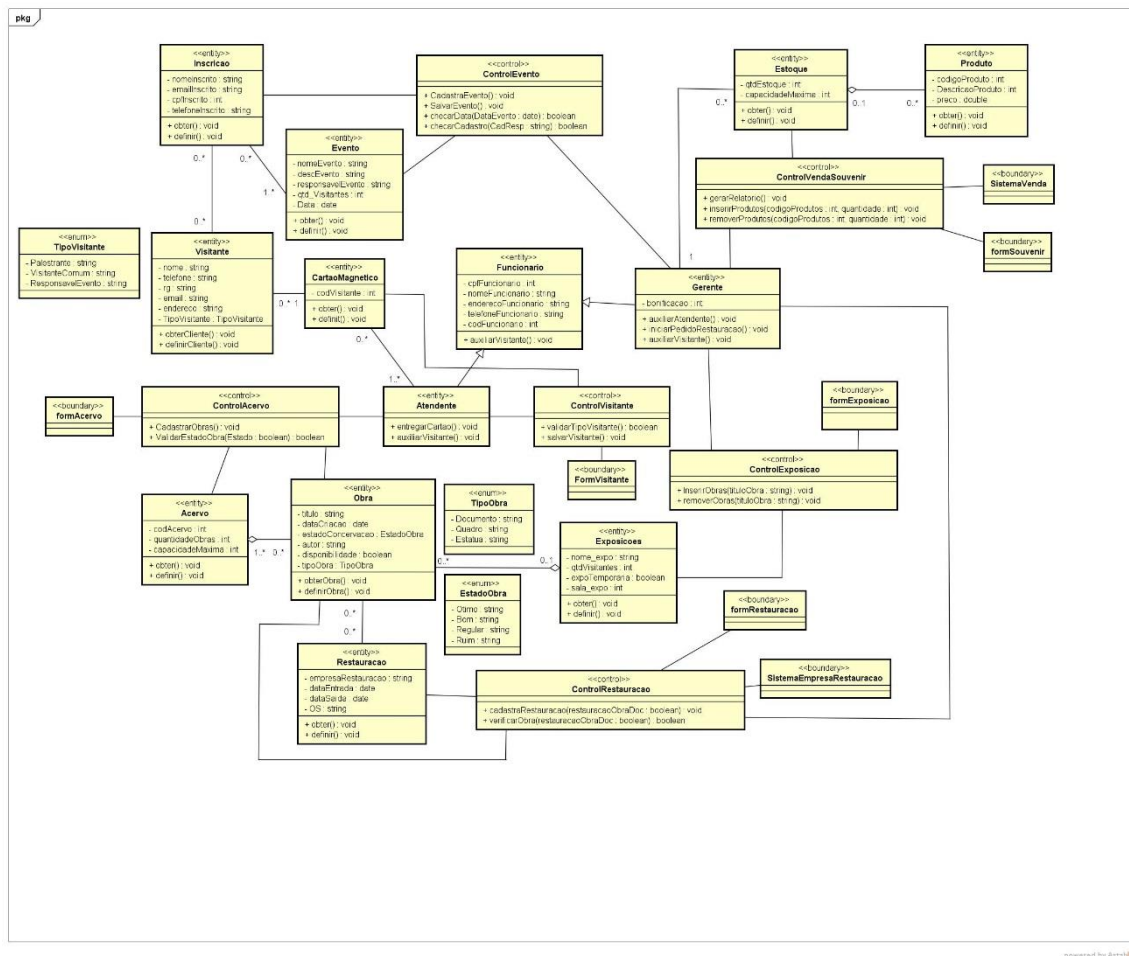 pkg
<<entity>>
Inscricao
- nomeInscrito : string
- emailInscrito : string
- cpfInscrito : int
- telefoneInscrito : string
+ obter() : void
+ definir() : void
<<control>>
ControlEvento
+ CadastraEvento() : void
+ SalvarEvento() : void
+ checarData(DataEvento : date) : boolean
+ checarCadastro(CadResp : string) : boolean
<<entity>>
Estoque
- qtdEstoque : int
- capacidadeMaxima : int
+ obter() : void
+ definir() : void
<<entity>>
Produto
- codigoProduto : int
- DescricaoProduto : int
- preco : double
+ obter() : void
+ definir() : void
0..*
0..1
0..*
<<entity>>
Evento
- nomeEvento : string
- descEvento : string
- responsavelEvento : string
- qtd_Visitantes : int
- Data : date
+ obter() : void
+ definir() : void
0..*
0..*
1..*
0..*
<<control>>
ControlVendaSouvenir
+ gerarRelatorio() : void
+ inserirProdutos(codigoProdutos : int, quantidade : int) : void
+ removerProdutos(codigoProdutos : int, quantidade : int) : void
<<boundary>>
SistemaVenda
<<boundary>>
formSouvenir
<<enum>>
TipoVisitante
- Palestrante : string
- VisitanteComum : string
- ResponsavelEvento : string
<<entity>>
Visitante
- nome : string
- telefone : string
- rg : string
- email : string
- endereco : string
- TipoVisitante : TipoVisitante
+ obterCliente() : void
+ definirCliente() : void
0..*
1
<<entity>>
CartaoMagnetico
- codVisitante : int
+ obter() : void
+ definit() : void
0..*
1..*
<<entity>>
Funcionario
- cpfFuncionario : int
- nomeFuncionario : string
- enderecoFuncionario : string
- telefoneFuncionario : string
- codFuncionario : int
+ auxiliarVisitante() : void
1
<<entity>>
Gerente
- bonificacao : int
+ auxiliarAtendente() : void
+ iniciarPedidoRestauracao() : void
+ auxiliarVisitante() : void
<<boundary>>
formAcervo
<<control>>
ControlAcervo
+ CadastrarObras() : void
+ ValidarEstadoObra(Estado : boolean) : boolean
<<entity>>
Atendente
+ entregarCartao() : void
+ auxiliarVisitante() : void
<<control>>
ControlVisitante
+ validarTipoVisitante() : boolean
+ salvarVisitante() : void
<<boundary>>
FormVisitante
<<boundary>>
formExposicao
<<control>>
ControlExposicao
+ InserirObras(tituloObra : string) : void
+ removerObras(tituloObra : string) : void
<<entity>>
Acervo
- codAcervo : int
- quantidadeObras : int
- capacidadeMaxima : int
+ obter() : void
+ definir() : void
1..*
0..*
<<entity>>
Obra
- titulo : string
- dataCriacao : date
- estadoConcervacao : EstadoObra
- autor : string
- disponibilidade : boolean
- tipoObra : TipoObra
+ obterObra() : void
+ definirObra() : void
<<enum>>
TipoObra
- Documento : string
- Quadro : string
- Estatua : string
0..*
0..1
<<entity>>
Exposicoes
- nome_expo : string
- qtdVisitantes : int
- expoTemporaria : boolean
- sala_expo : int
+ obter() : void
+ definir() : void
<<enum>>
EstadoObra
- Otimo : string
- Bom : string
- Regular : string
- Ruim : string
0..*
0..*
<<entity>>
Restauracao
- empresaRestauracao : string
- dataEntrada : date
- dataSaida : date
- OS : string
+ obter() : void
+ definir() : void
<<boundary>>
formRestauracao
<<control>>
ControlRestauracao
+ cadastraRestauracao(restauracaoObraDoc : boolean) : void
+ verificarObra(restauracaoObraDoc : boolean) : boolean
<<boundary>>
SistemaEmpresaRestauracao
powered by